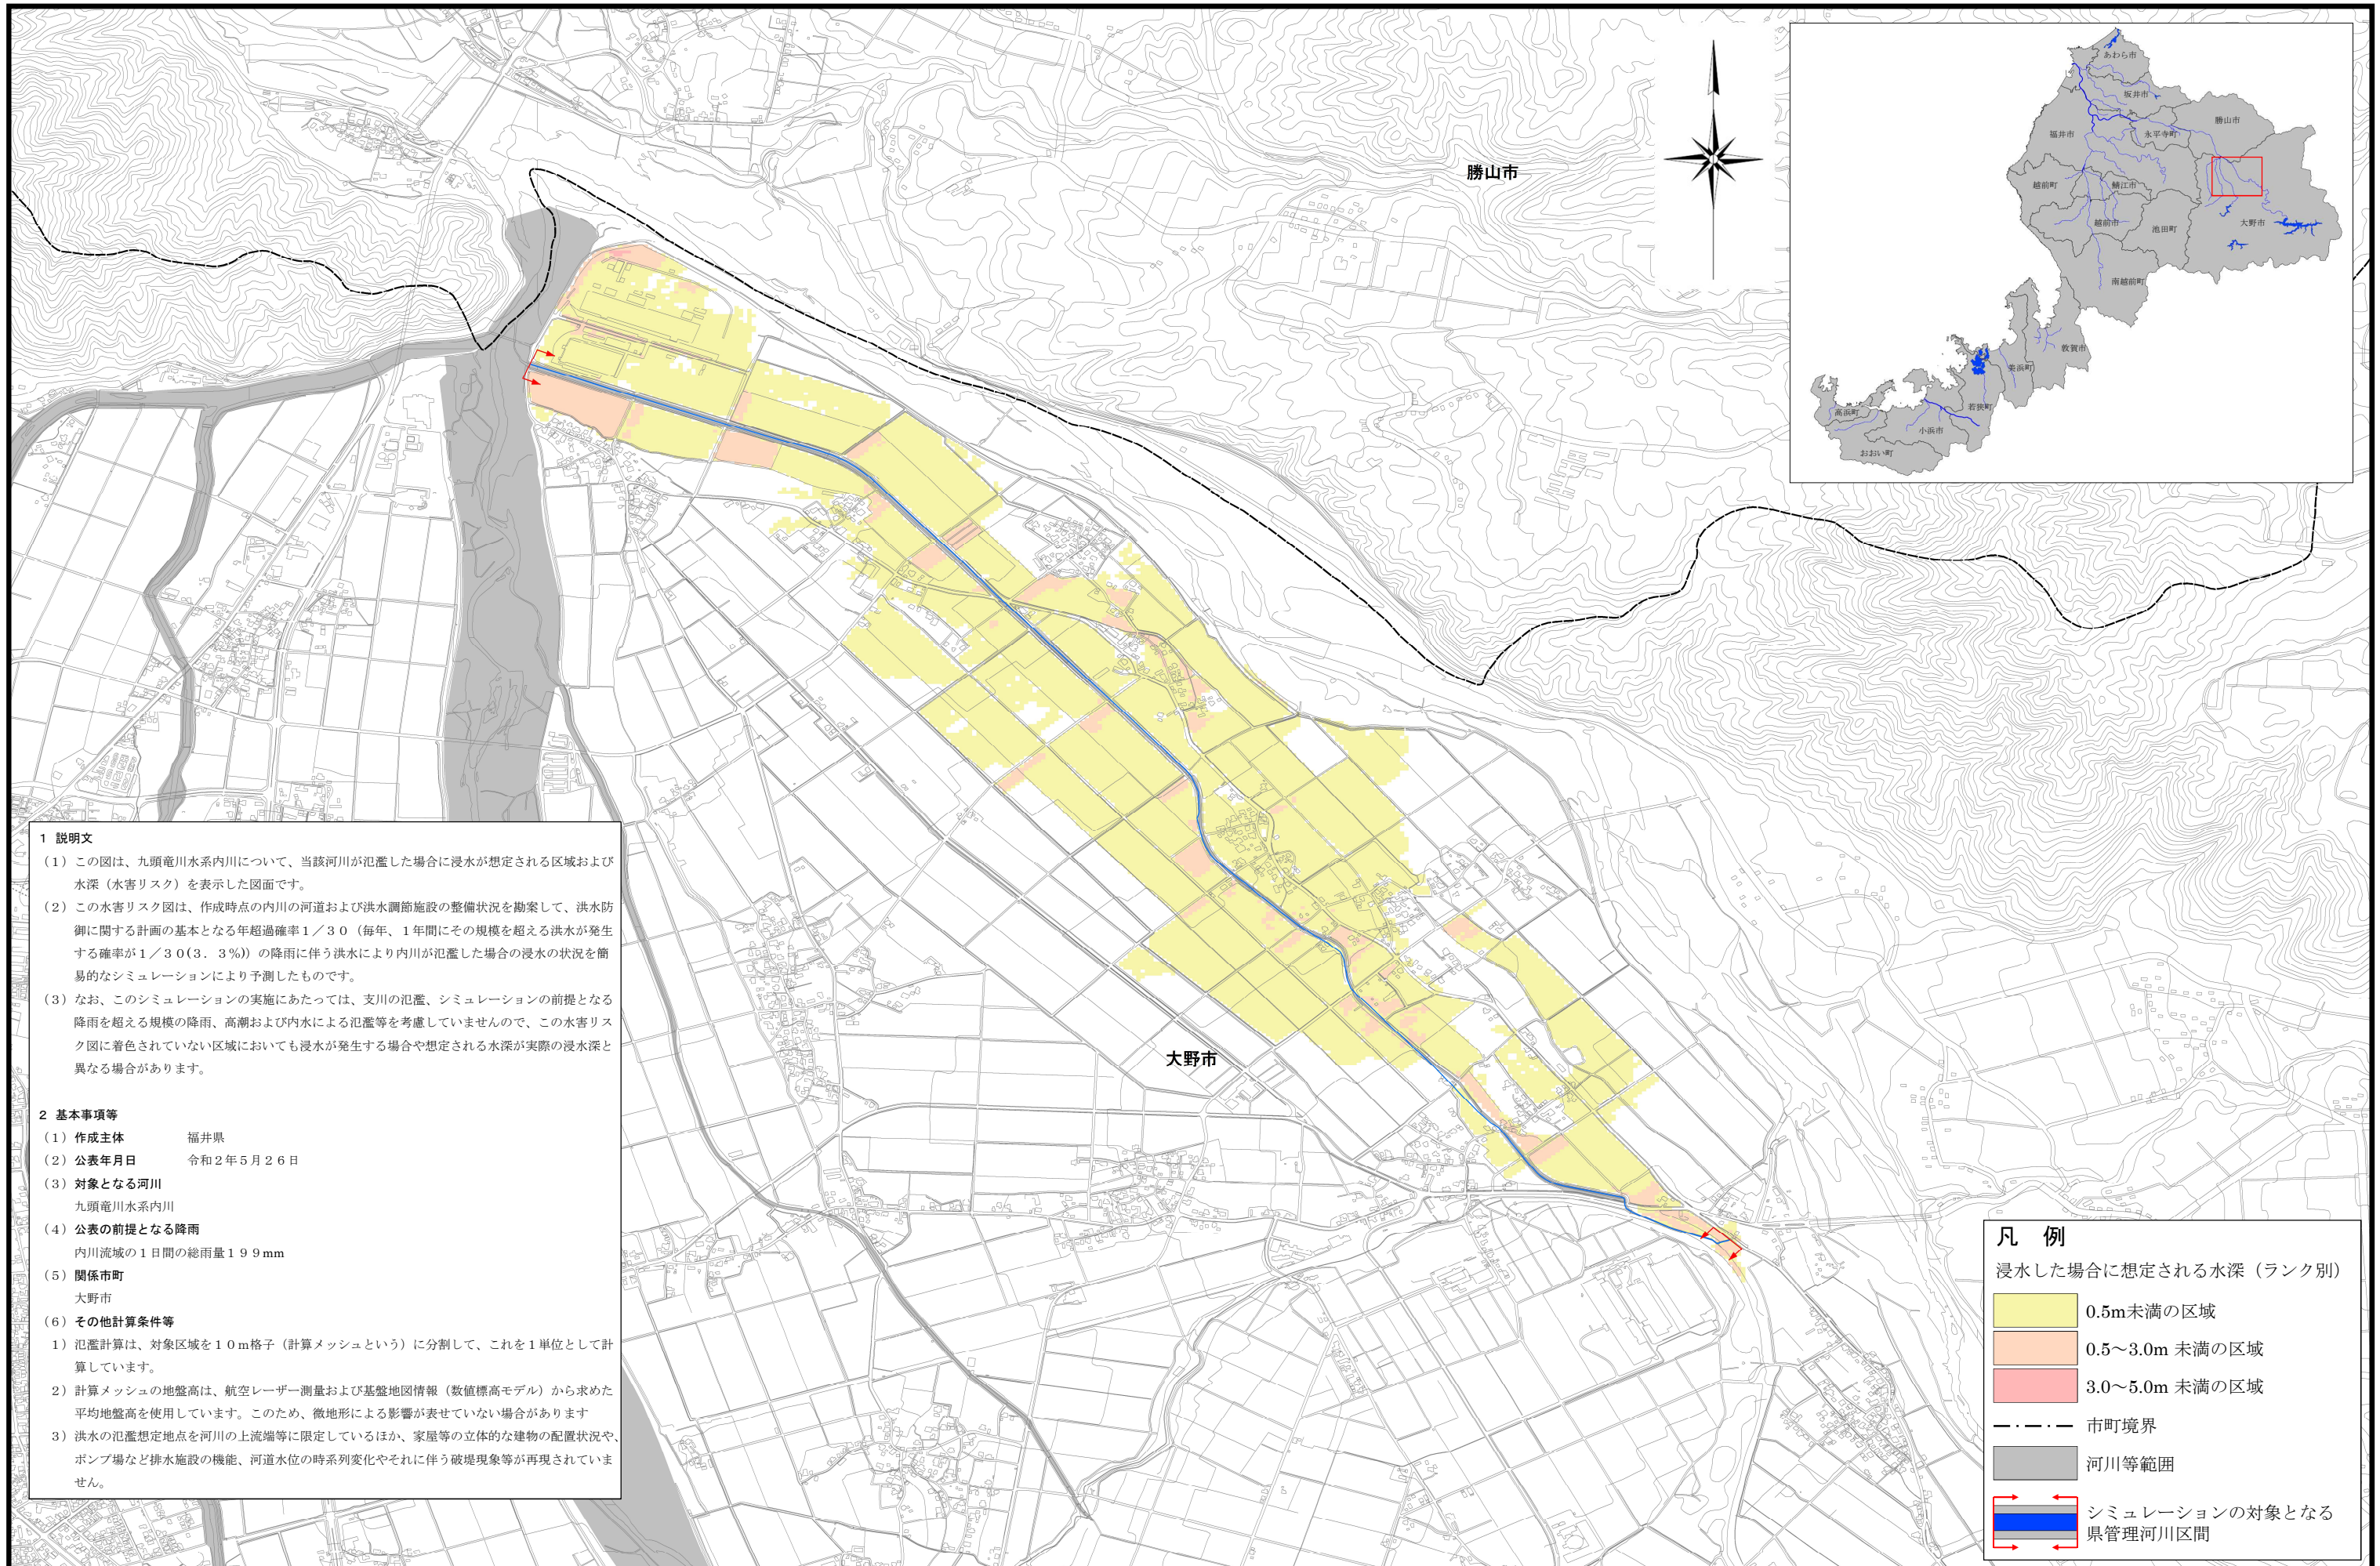 勝山市
大野市
あわら市
坂井市
勝山市
福井市
永平寺町
越前町
鯖江市
越前市
池田町
大野市
南越前町
敦賀市
美浜町
若狭町
高浜町
小浜市
おおい町
1 説明文
（1）この図は、九頭竜川水系内川について、当該河川が氾濫した場合に浸水が想定される区域および
水深（水害リスク）を表示した図面です。
（2）この水害リスク図は、作成時点の内川の河道および洪水調節施設の整備状況を勘案して、洪水防
御に関する計画の基本となる年超過確率１／３０（毎年、１年間にその規模を超える洪水が発生
する確率が１／３０(３．３%)）の降雨に伴う洪水により内川が氾濫した場合の浸水の状況を簡
易的なシミュレーションにより予測したものです。
（3）なお、このシミュレーションの実施にあたっては、支川の氾濫、シミュレーションの前提となる
降雨を超える規模の降雨、高潮および内水による氾濫等を考慮していませんので、この水害リス
ク図に着色されていない区域においても浸水が発生する場合や想定される水深が実際の浸水深と
異なる場合があります。
2 基本事項等
（1）作成主体 福井県
（2）公表年月日 令和２年５月２６日
（3）対象となる河川
九頭竜川水系内川
（4）公表の前提となる降雨
内川流域の１日間の総雨量１９９mm
（5）関係市町
大野市
（6）その他計算条件等
1）氾濫計算は、対象区域を１０ｍ格子（計算メッシュという）に分割して、これを１単位として計
算しています。
2）計算メッシュの地盤高は、航空レーザー測量および基盤地図情報（数値標高モデル）から求めた
平均地盤高を使用しています。このため、微地形による影響が表せていない場合があります
3）洪水の氾濫想定地点を河川の上流端等に限定しているほか、家屋等の立体的な建物の配置状況や、
ポンプ場など排水施設の機能、河道水位の時系列変化やそれに伴う破堤現象等が再現されていま
せん。
凡 例
浸水した場合に想定される水深（ランク別）
0.5m未満の区域
0.5～3.0m 未満の区域
3.0～5.0m 未満の区域
市町境界
河川等範囲
シミュレーションの対象となる
県管理河川区間